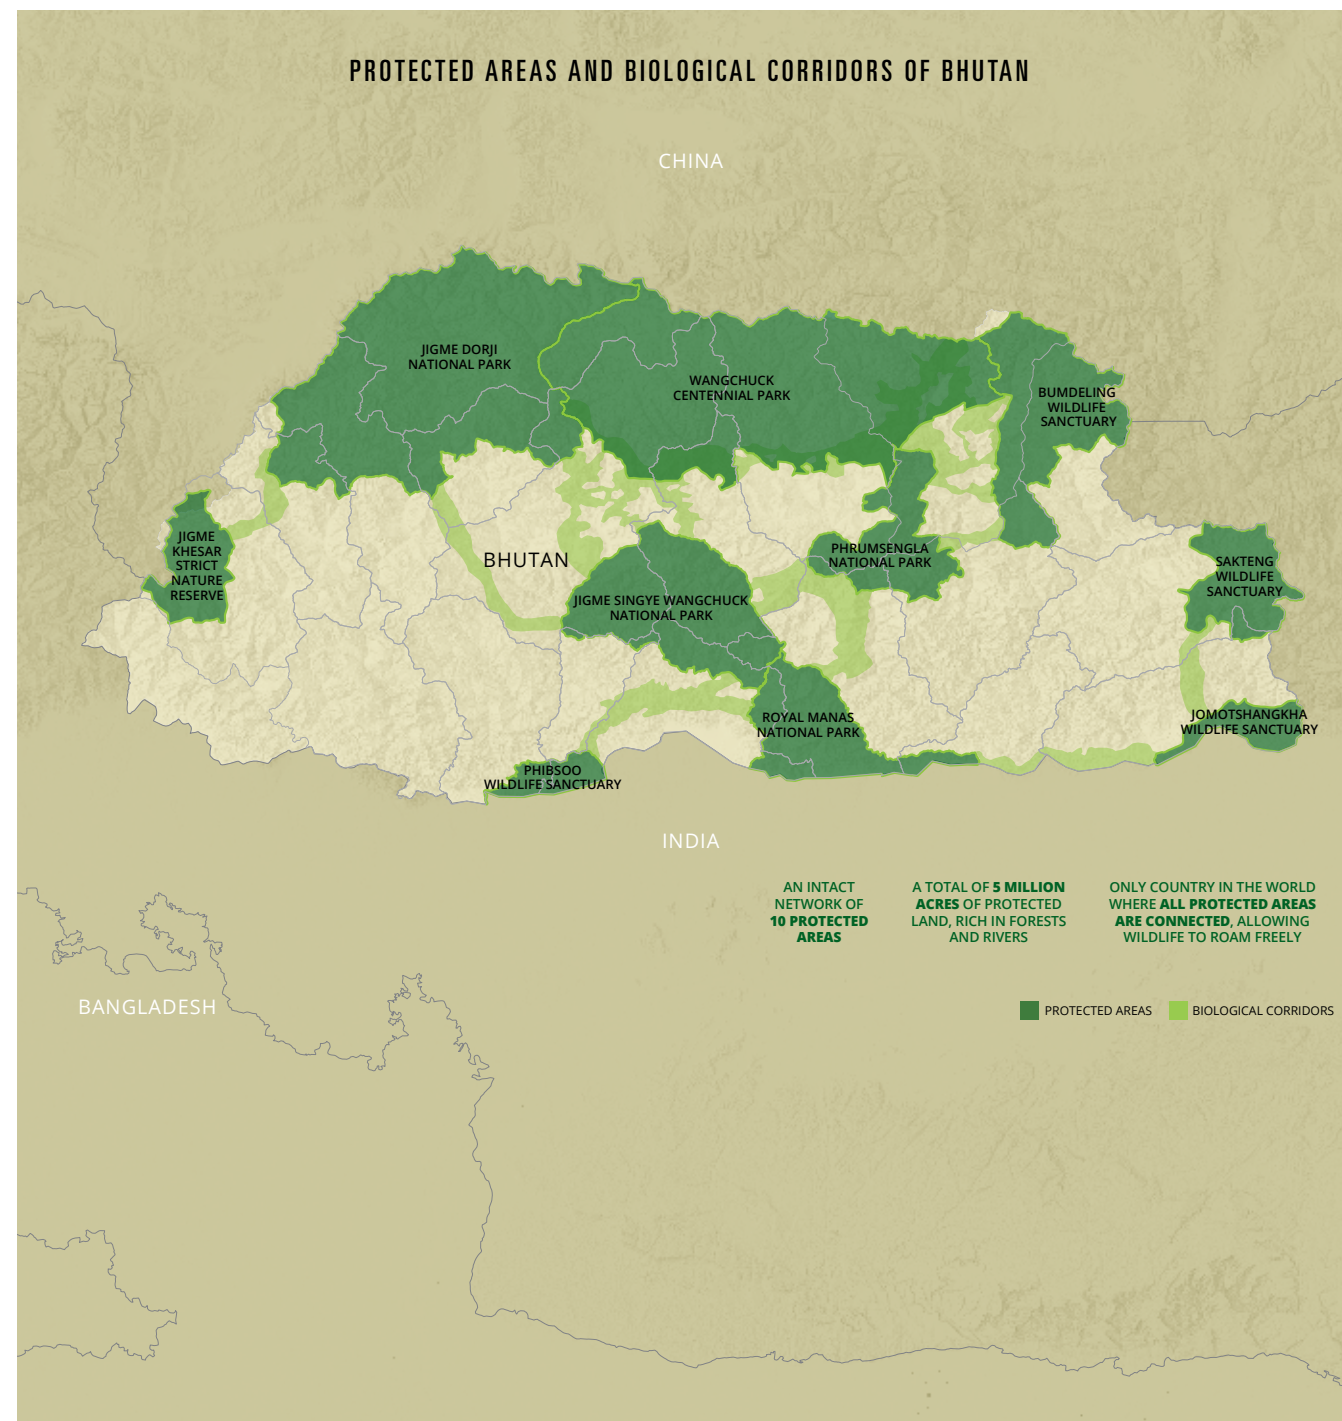 PROTECTED AREAS AND BIOLOGICAL CORRIDORS OF BHUTAN
CHINA
JIGME DORJI
NATIONAL PARK
WANGCHUCK
CENTENNIAL PARK
BUMDELING
WILDLIFE
SANCTUARY
JIGME
KHESAR
STRICT
NATURE
RESERVE
BHUTAN
PHRUMSENGLA
NATIONAL PARK
SAKTENG
WILDLIFE
SANCTUARY
JIGME SINGYE WANGCHUCK
NATIONAL PARK
ROYAL MANAS
NATIONAL PARK
JOMOTSHANGKHA
WILDLIFE SANCTUARY
PHIBSOO
WILDLIFE SANCTUARY
INDIA
AN INTACT
NETWORK OF
10 PROTECTED
AREAS
A TOTAL OF 5 MILLION
ACRES OF PROTECTED
LAND, RICH IN FORESTS
AND RIVERS
ONLY COUNTRY IN THE WORLD
WHERE ALL PROTECTED AREAS
ARE CONNECTED, ALLOWING
WILDLIFE TO ROAM FREELY
BANGLADESH
PROTECTED AREAS
BIOLOGICAL CORRIDORS